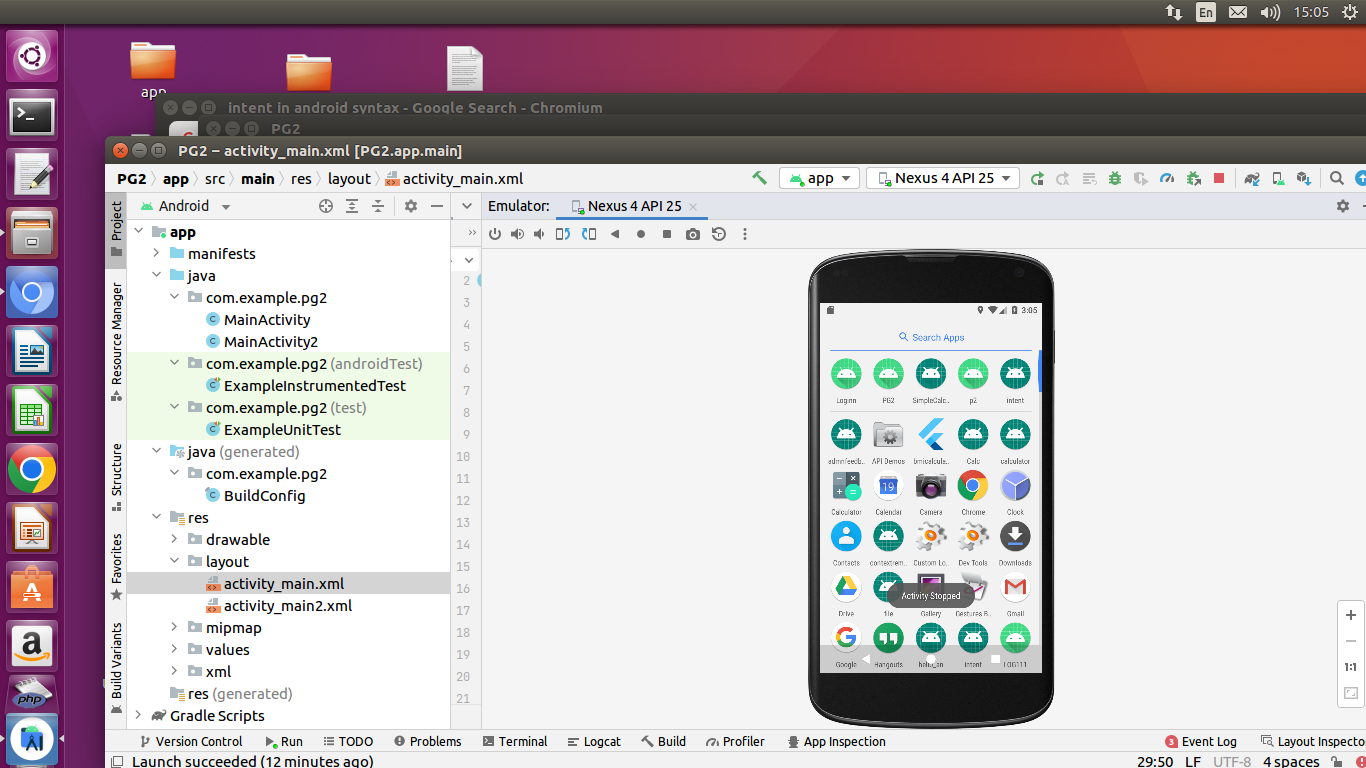 En 15:05
app
intent in android syntax - Google Search - Chromium
PG2
PG2 – activity_main.xml [PG2.app.main]
PG2 app src main res layout activity_main.xml
app Nexus 4 API 25
Project
Resource Manager
Structure
Favorites
Build Variants
Android
app
manifests
java
com.example.pg2
MainActivity
MainActivity2
com.example.pg2 (androidTest)
ExampleInstrumentedTest
com.example.pg2 (test)
ExampleUnitTest
java (generated)
com.example.pg2
BuildConfig
res
drawable
layout
activity_main.xml
activity_main2.xml
mipmap
values
xml
res (generated)
Gradle Scripts
2
3
4
5
6
7
8
9
10
11
12
13
14
15
16
17
18
19
20
21
Emulator: Nexus 4 API 25
3:05
Search Apps
Loginn PG2 SimpleCalc.. p2 intent
API Demos bmicalcula.. Calc calculator
Calculator Calendar Camera Chrome Clock
19
Contacts contextrem.. Custom Lo.. Dev Tools Downloads
Drive file Gallery Gestures B.. Gmail
Activity Stopped
Google Hangouts intent LOG111
1:1
Version Control Run TODO Problems Terminal Logcat Build Profiler App Inspection
3 Event Log Layout Inspecto
Launch succeeded (12 minutes ago)
29:50 LF UTF-8 4 spaces
php